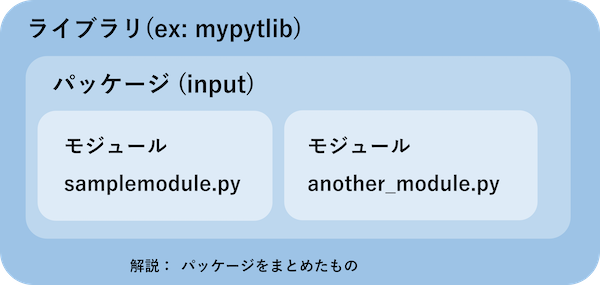 ライブラリ(ex: mypytlib)
パッケージ (input)
モジュール
samplemodule.py
モジュール
another_module.py
解説： パッケージをまとめたもの